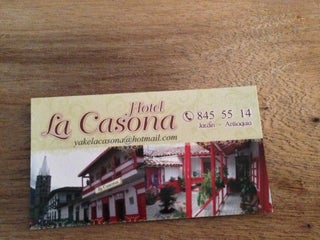 Hotel
La Casona
yakelacasona@hotmail.com
845 55 14
Jardín - Antioquia